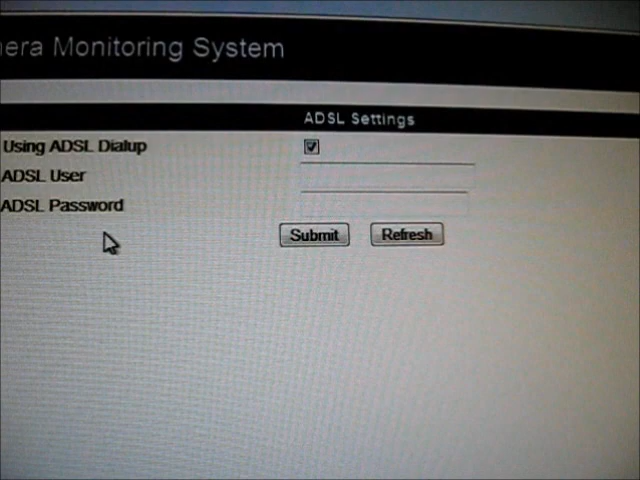 era Monitoring System
ADSL Settings
Using ADSL Dialup
ADSL User
ADSL Password
Submit Refresh